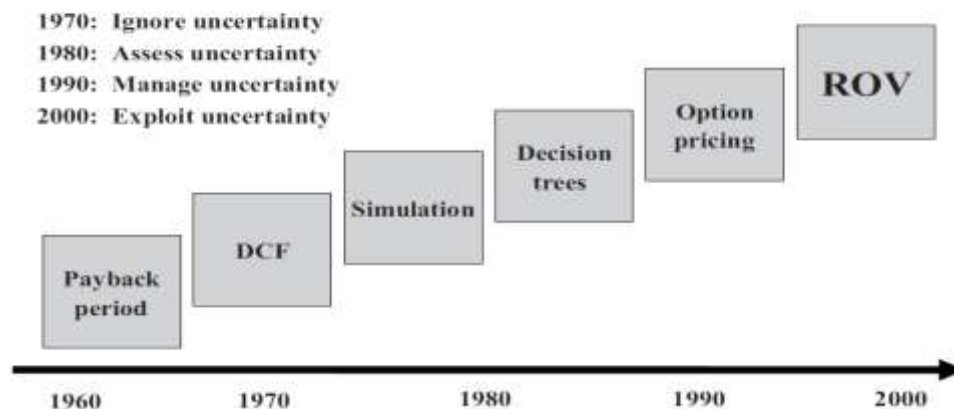 1970: Ignore uncertainty
1980: Assess uncertainty
1990: Manage uncertainty
2000: Exploit uncertainty
Payback
period
DCF
Simulation
Decision
trees
Option
pricing
ROV
1960
1970
1980
1990
2000